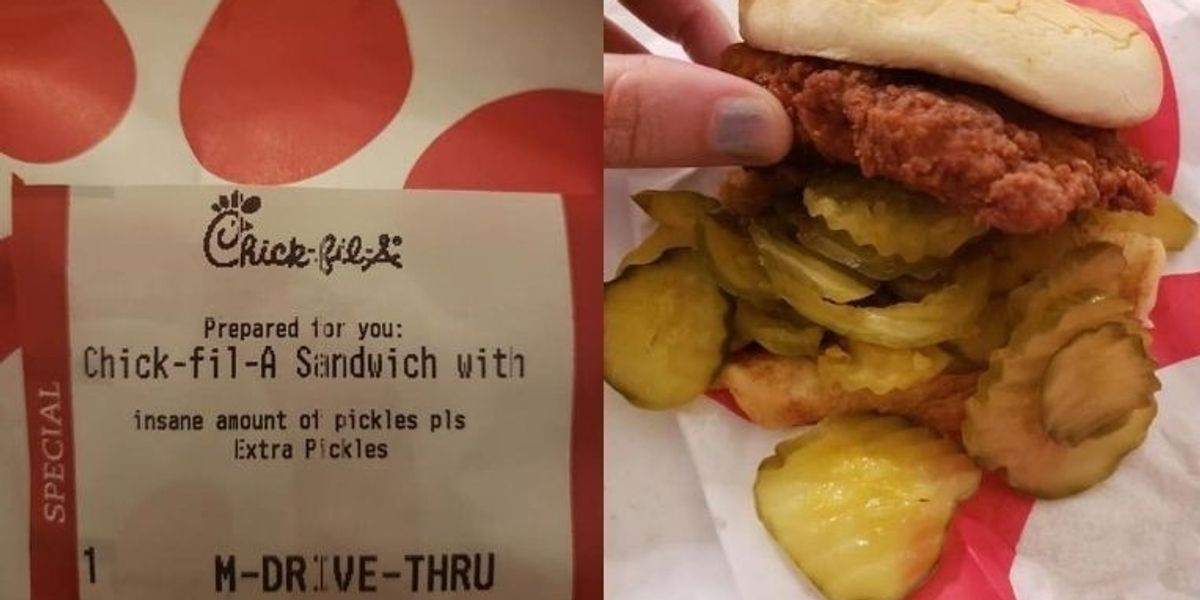 Chick-fil-A
Prepared for you:
Chick-fil-A Sandwich with
insane amount of pickles pls
Extra Pickles
SPECIAL
1
M-DRIVE-THRU